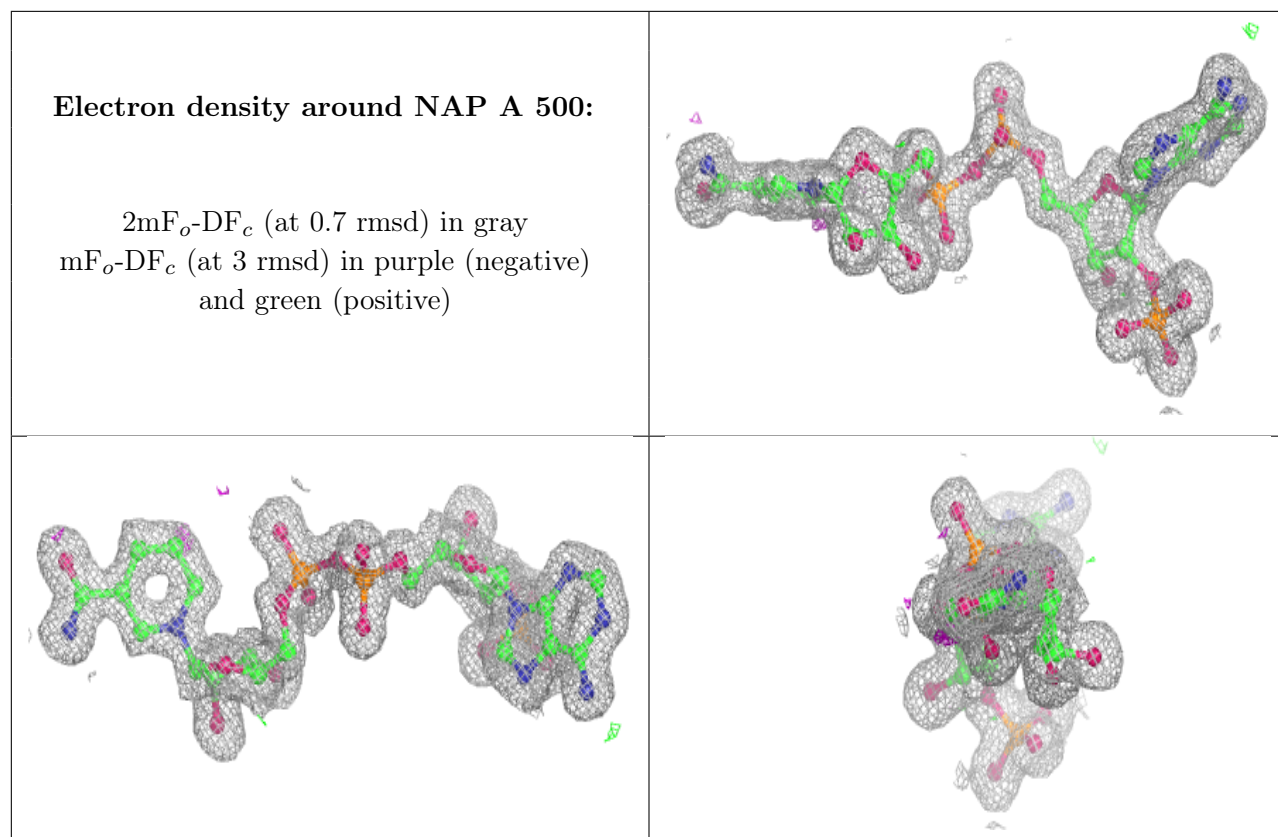 Electron density around NAP A 500:
2mFo-DFc (at 0.7 rmsd) in gray
mFo-DFc (at 3 rmsd) in purple (negative)
and green (positive)